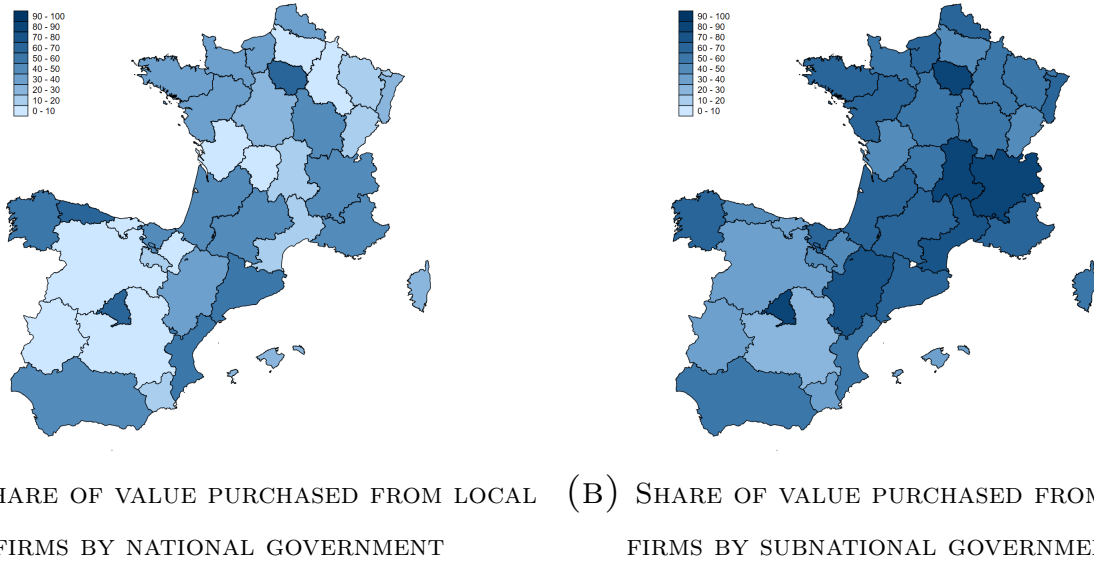 90 - 100
80 - 90
70 - 80
60 - 70
50 - 60
40 - 50
30 - 40
20 - 30
10 - 20
0 - 10
90 - 100
80 - 90
70 - 80
60 - 70
50 - 60
40 - 50
30 - 40
20 - 30
10 - 20
0 - 10
OF VALUE PURCHASED FROM LOCAL
FIRMS BY NATIONAL GOVERNMENT
(B) SHARE OF VALUE PURCHASED FROM
FIRMS BY SUBNATIONAL